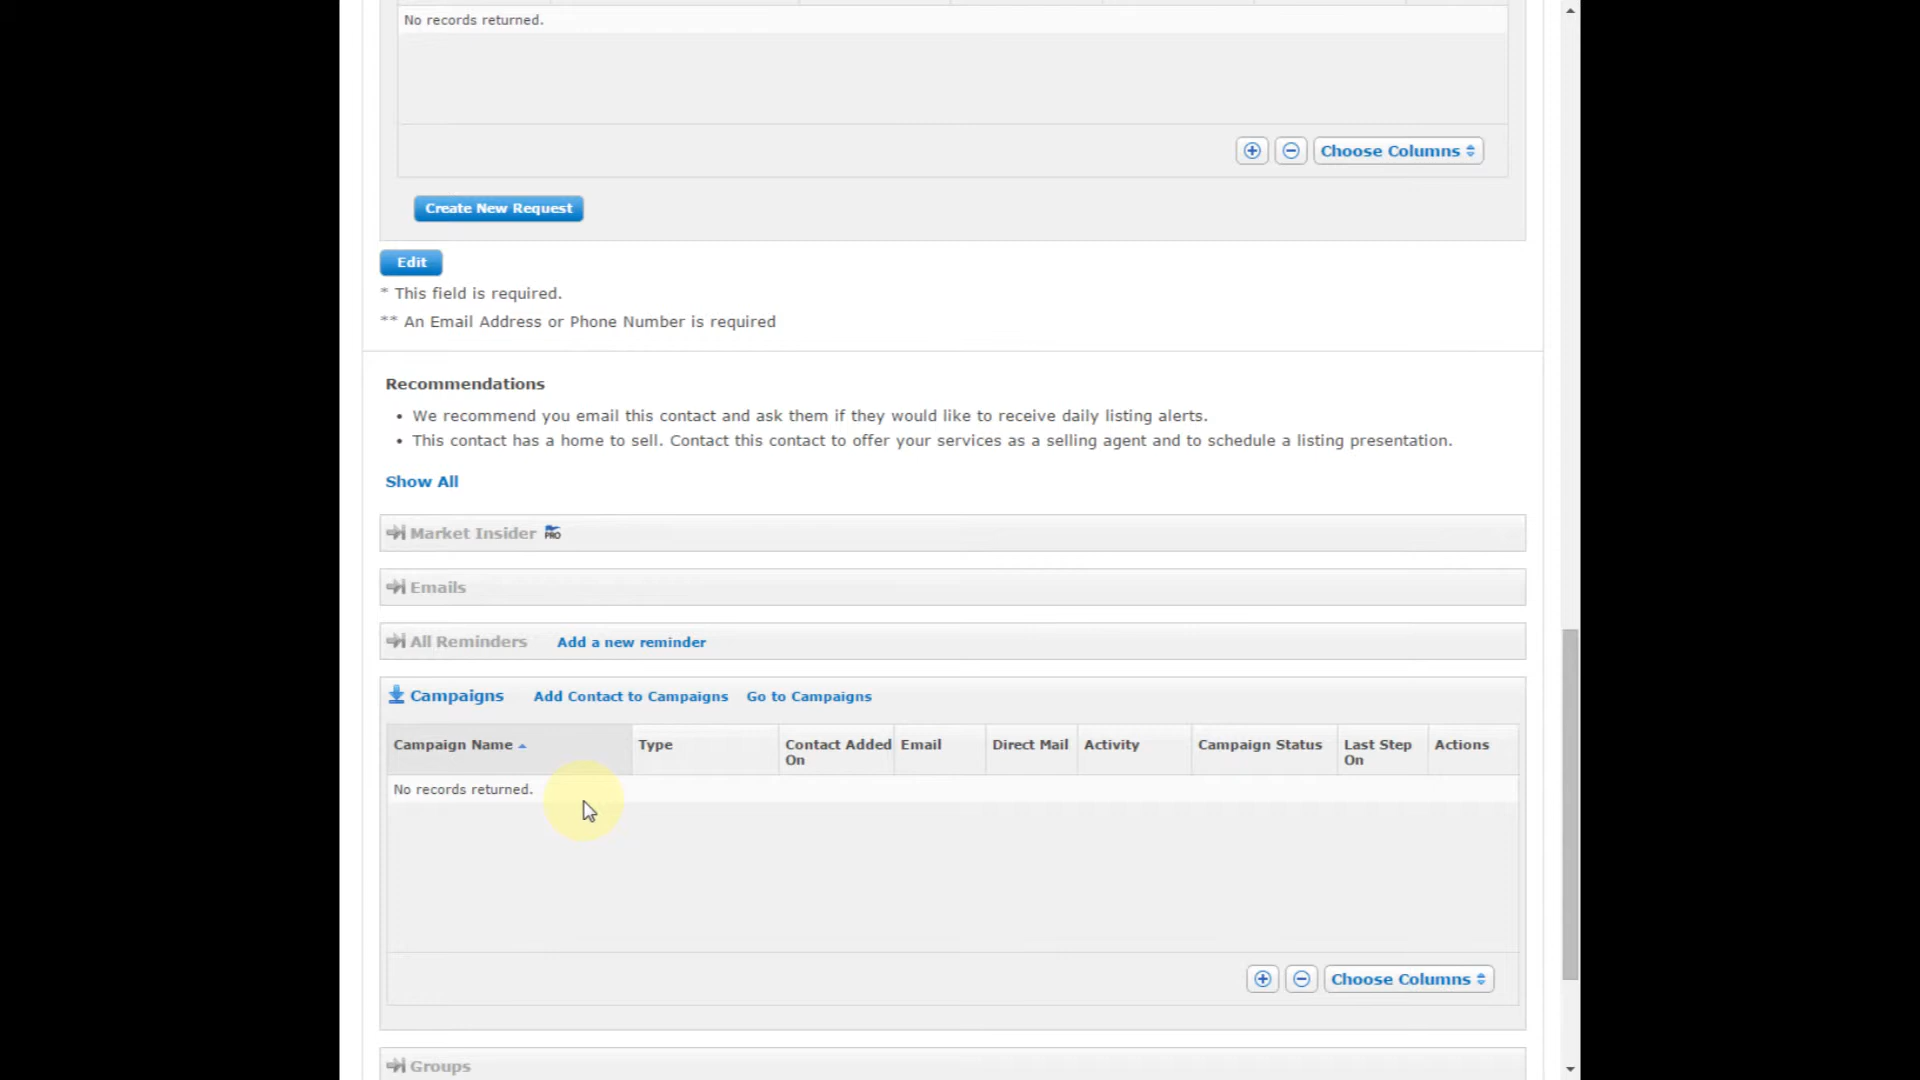 No records returned.
Choose Columns
Create New Request
Edit
* This field is required.
** An Email Address or Phone Number is required
Recommendations
• We recommend you email this contact and ask them if they would like to receive daily listing alerts.
• This contact has a home to sell. Contact this contact to offer your services as a selling agent and to schedule a listing presentation.
Show All
Market Insider PRO
Emails
All Reminders Add a new reminder
Campaigns Add Contact to Campaigns Go to Campaigns
Campaign Name Type Contact Added On Email Direct Mail Activity Campaign Status Last Step On Actions
No records returned.
Choose Columns
Groups